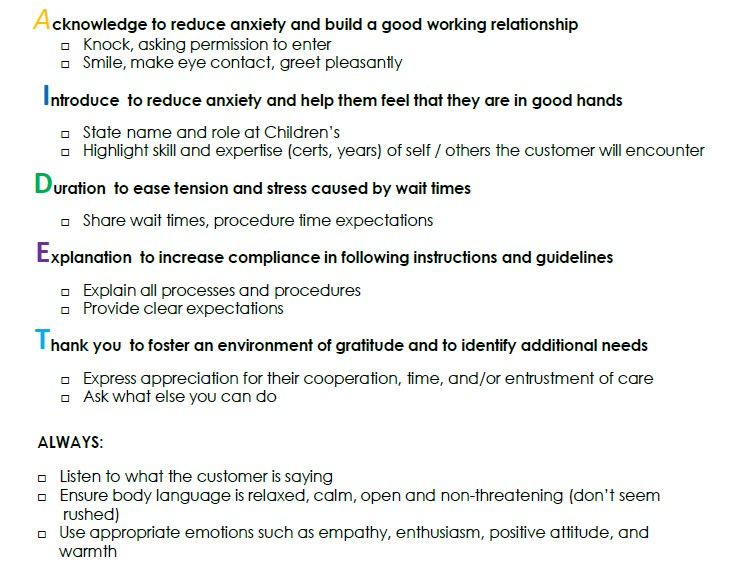 Acknowledge to reduce anxiety and build a good working relationship
□ Knock, asking permission to enter
□ Smile, make eye contact, greet pleasantly
Introduce to reduce anxiety and help them feel that they are in good hands
□ State name and role at Children's
□ Highlight skill and expertise (certs, years) of self / others the customer will encounter
Duration to ease tension and stress caused by wait times
□ Share wait times, procedure time expectations
Explanation to increase compliance in following instructions and guidelines
□ Explain all processes and procedures
□ Provide clear expectations
Thank you to foster an environment of gratitude and to identify additional needs
□ Express appreciation for their cooperation, time, and/or entrustment of care
□ Ask what else you can do
ALWAYS:
□ Listen to what the customer is saying
□ Ensure body language is relaxed, calm, open and non-threatening (don't seem
rushed)
□ Use appropriate emotions such as empathy, enthusiasm, positive attitude, and
warmth